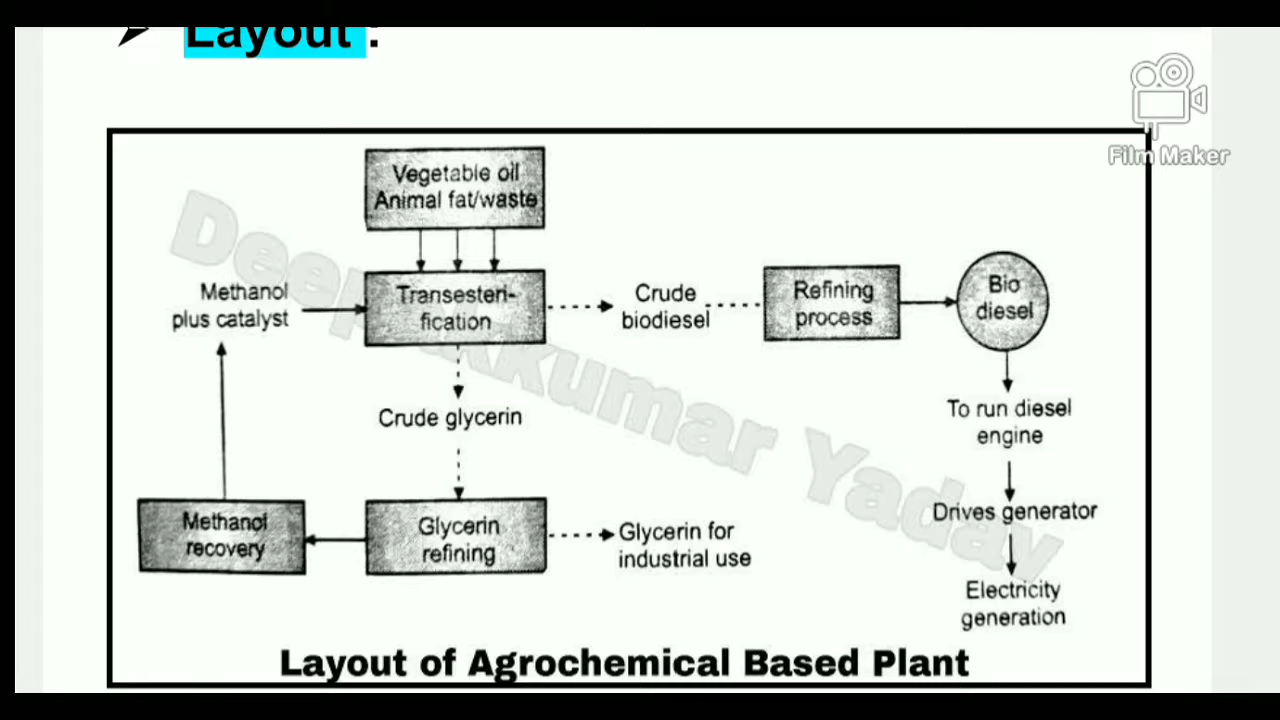 Layout :
Film Maker
Vegetable oil
Animal fat/waste
Methanol
plus catalyst
Transesteri-
fication
Crude
biodiesel
Refining
process
Bio
diesel
Crude glycerin
To run diesel
engine
Methanol
recovery
Glycerin
refining
Glycerin for
industrial use
Drives generator
Electricity
generation
Deepakkumar Yadav
Layout of Agrochemical Based Plant